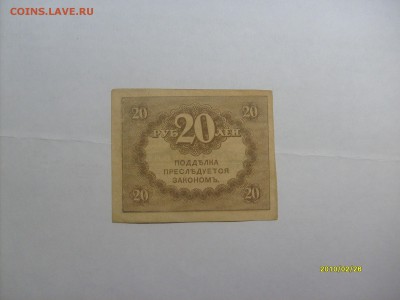 COINS.LAVE.RU
20 20
РУБ 20 ЛЕЙ
ПОДДѢЛКА
ПРЕСЛѢДУЕТСЯ
ЗАКОНОМЪ.
20 20
2010/02/26